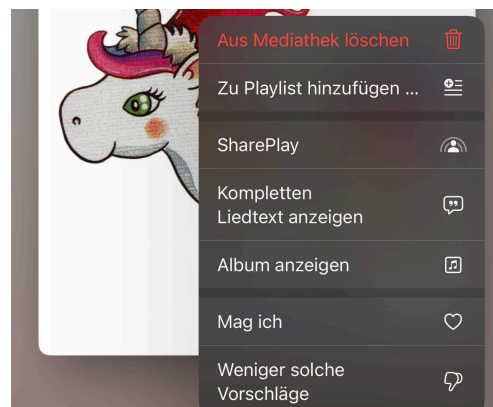 Aus Mediathek löschen
Zu Playlist hinzufügen ...
SharePlay
Kompletten
Liedtext anzeigen
Album anzeigen
Mag ich
Weniger solche
Vorschläge